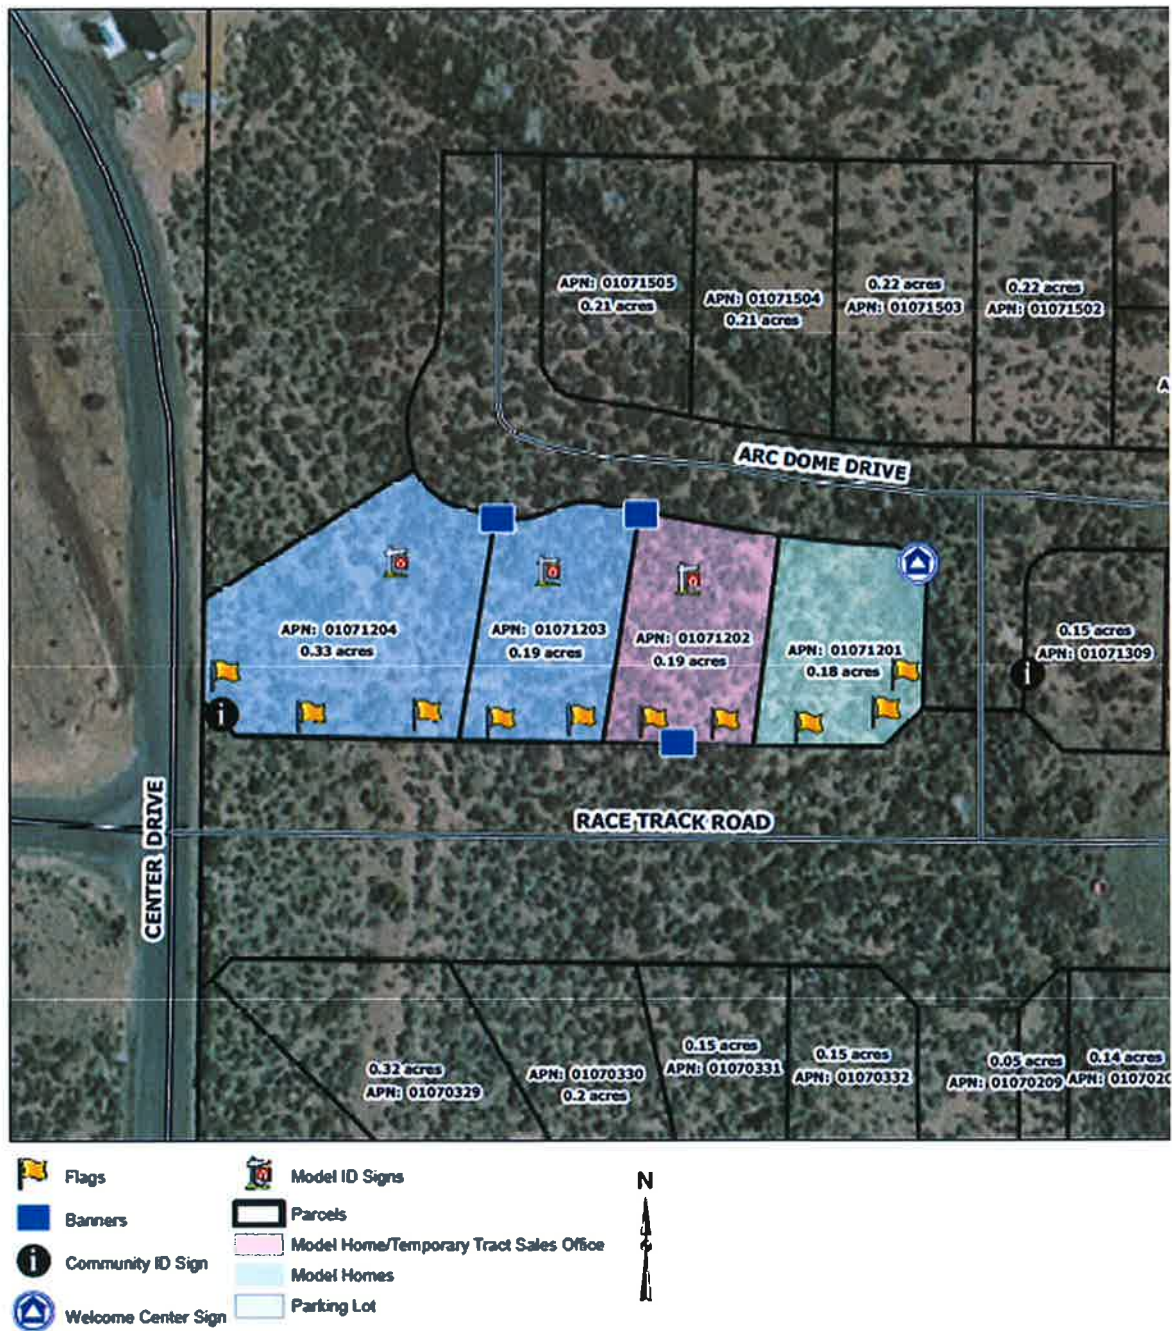 APN: 01071505
0.21 acres
APN: 01071504
0.21 acres
0.22 acres
APN: 01071503
0.22 acres
APN: 01071502
A
ARC DOME DRIVE
APN: 01071204
0.33 acres
APN: 01071203
0.19 acres
APN: 01071202
0.19 acres
APN: 01071201
0.18 acres
0.15 acres
APN: 01071309
i
i
CENTER DRIVE
RACE TRACK ROAD
0.32 acres
APN: 01070329
APN: 01070330
0.2 acres
0.15 acres
APN: 01070331
0.15 acres
APN: 01070332
0.05 acres
APN: 01070209
0.14 acres
APN: 0107020
Flags
Banners
i
Community ID Sign
Welcome Center Sign
Model ID Signs
Parcels
Model Home/Temporary Tract Sales Office
Model Homes
Parking Lot
N